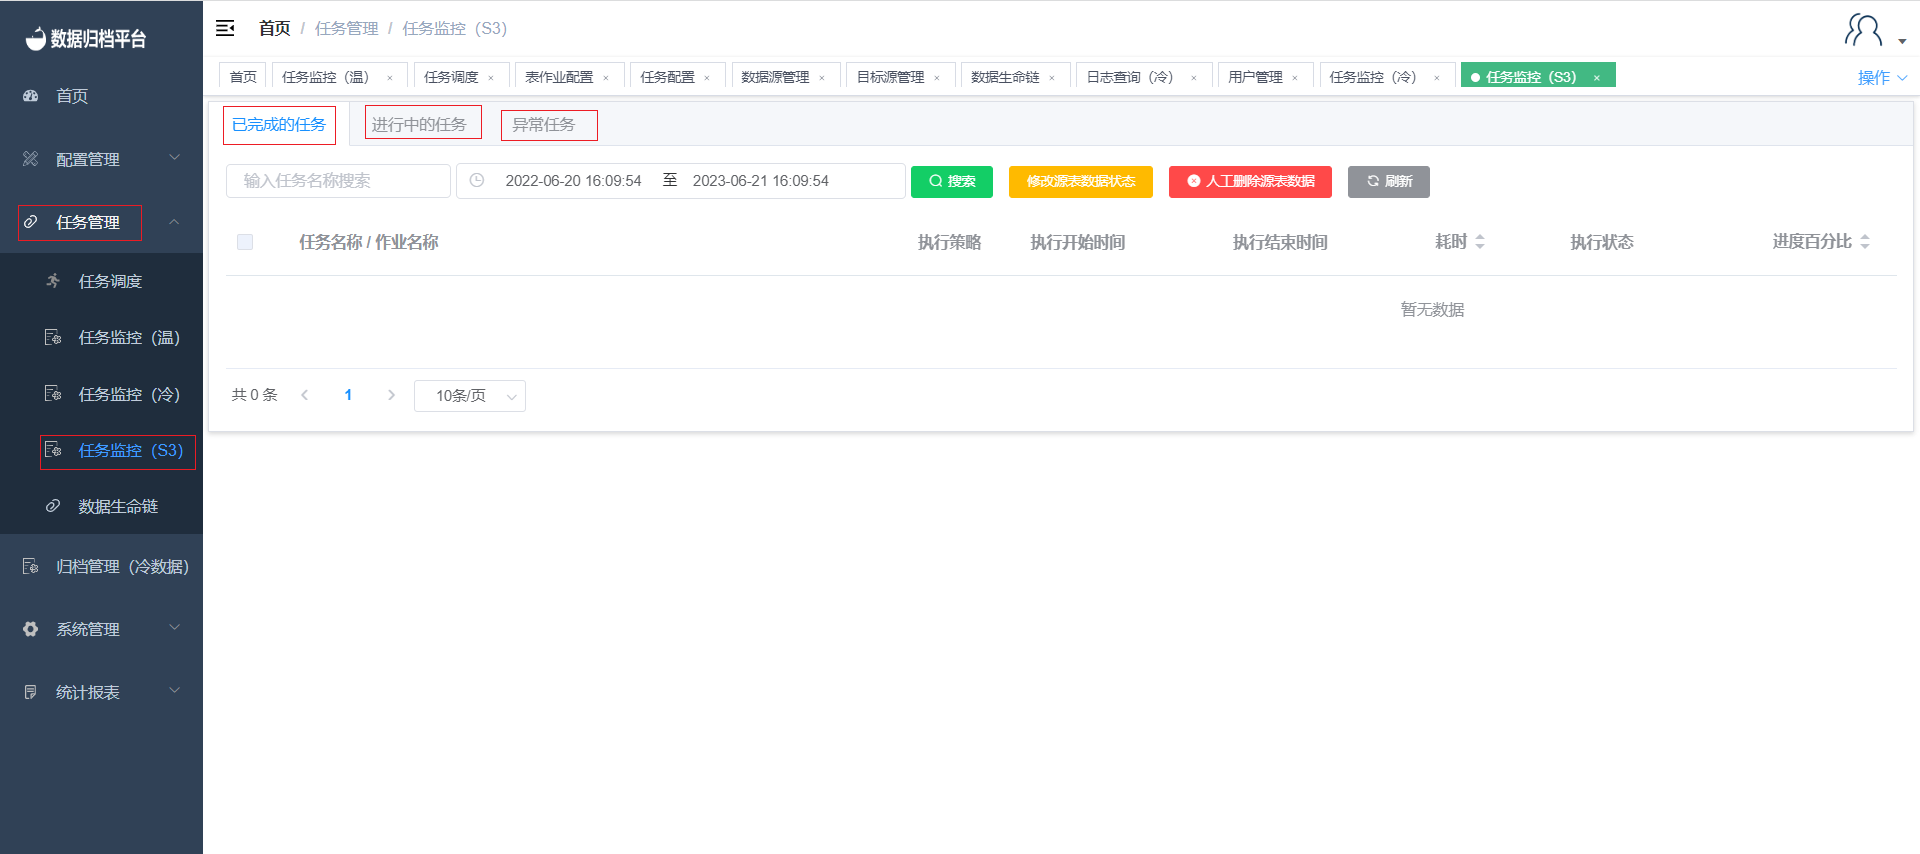 数据归档平台
首页
配置管理
任务管理
任务调度
任务监控（温）
任务监控（冷）
任务监控（S3）
数据生命链
归档管理（冷数据）
系统管理
统计报表
首页 / 任务管理 / 任务监控（S3）
首页 任务监控（温） × 任务调度 × 表作业配置 × 任务配置 × 数据源管理 × 目标源管理 × 数据生命链 × 日志查询（冷） × 用户管理 × 任务监控（冷） × 任务监控（S3） × 操作
已完成的任务 进行中的任务 异常任务
输入任务名称搜索 2022-06-20 16:09:54 至 2023-06-21 16:09:54 搜索 修改源表数据状态 人工删除源表数据 刷新
任务名称 / 作业名称 执行策略 执行开始时间 执行结束时间 耗时 执行状态 进度百分比
暂无数据
共 0 条 1 10条/页